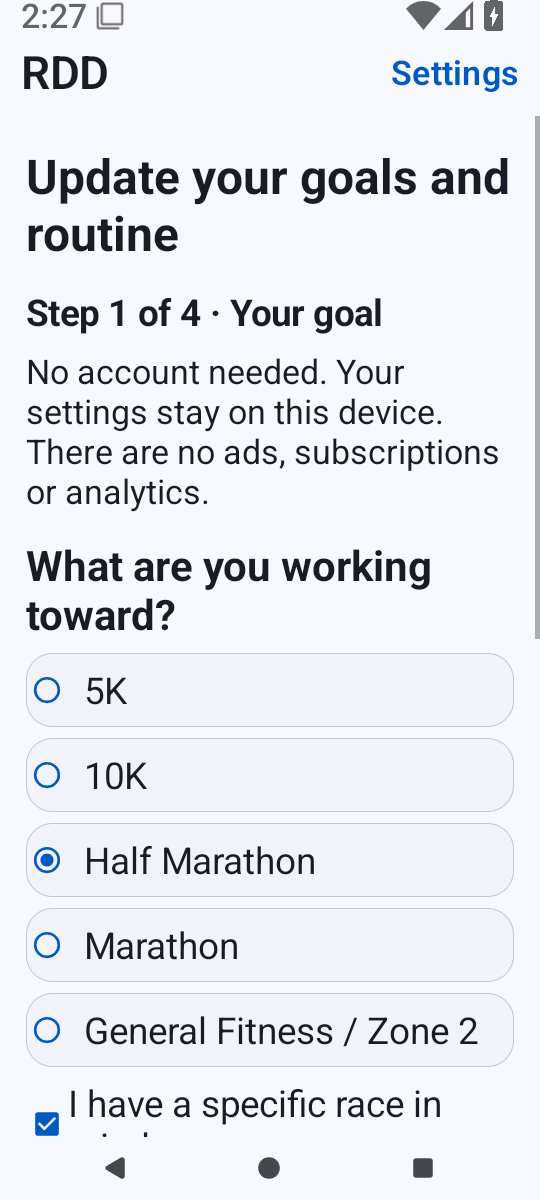 2:27
RDD
Settings
Update your goals and
routine
Step 1 of 4 · Your goal
No account needed. Your
settings stay on this device.
There are no ads, subscriptions
or analytics.
What are you working
toward?
5K
10K
Half Marathon
Marathon
General Fitness / Zone 2
I have a specific race in